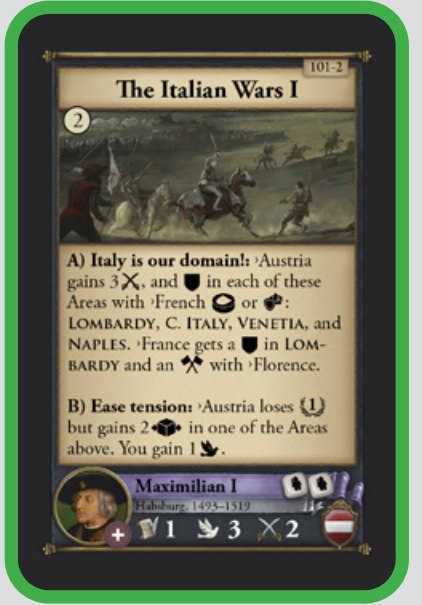 101-2
The Italian Wars I
2
A) Italy is our domain!: ›Austria
gains 3, and in each of these
Areas with ›French or :
LOMBARDY, C. ITALY, VENETIA, and
NAPLES. ›France gets a in LOM-
BARDY and an with ›Florence.
B) Ease tension: ›Austria loses 1
but gains 2 in one of the Areas
above. You gain 1.
Maximilian I
Habsburg, 1493–1519
+ 1 3 2